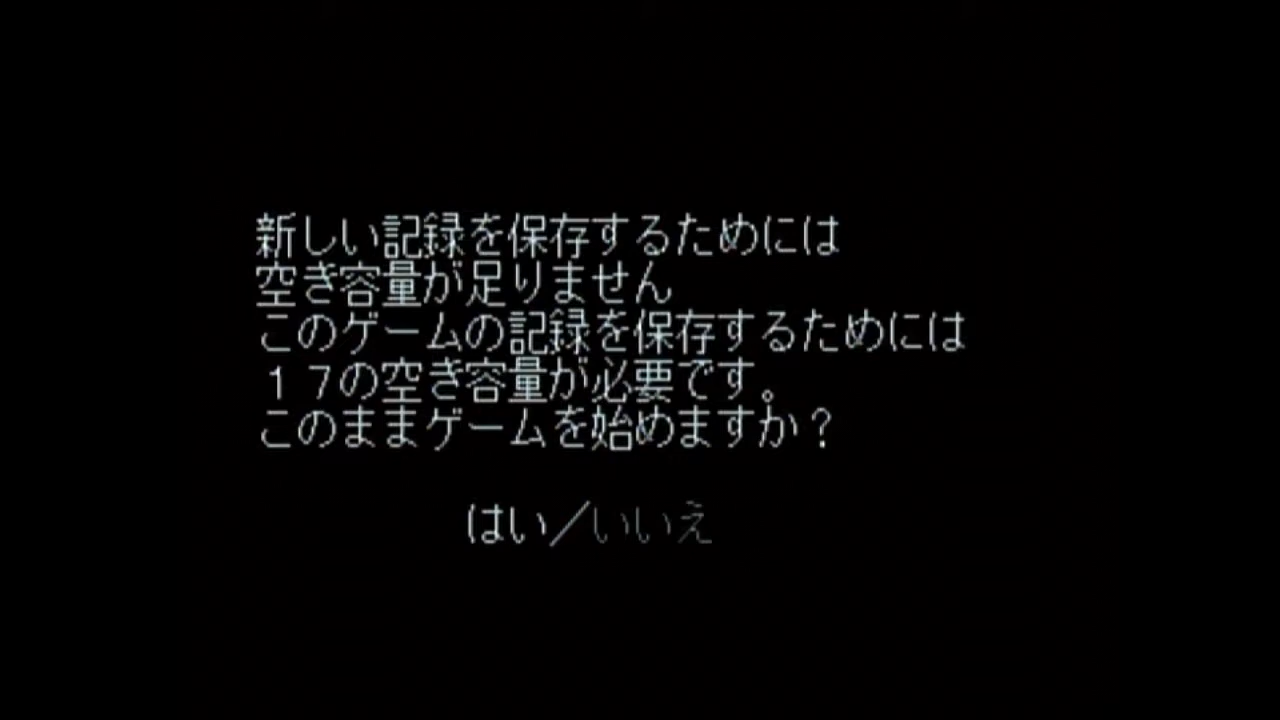 新しい記録を保存するためには
空き容量が足りません
このゲームの記録を保存するためには
１７の空き容量が必要です。
このままゲームを始めますか？
はい／いいえ